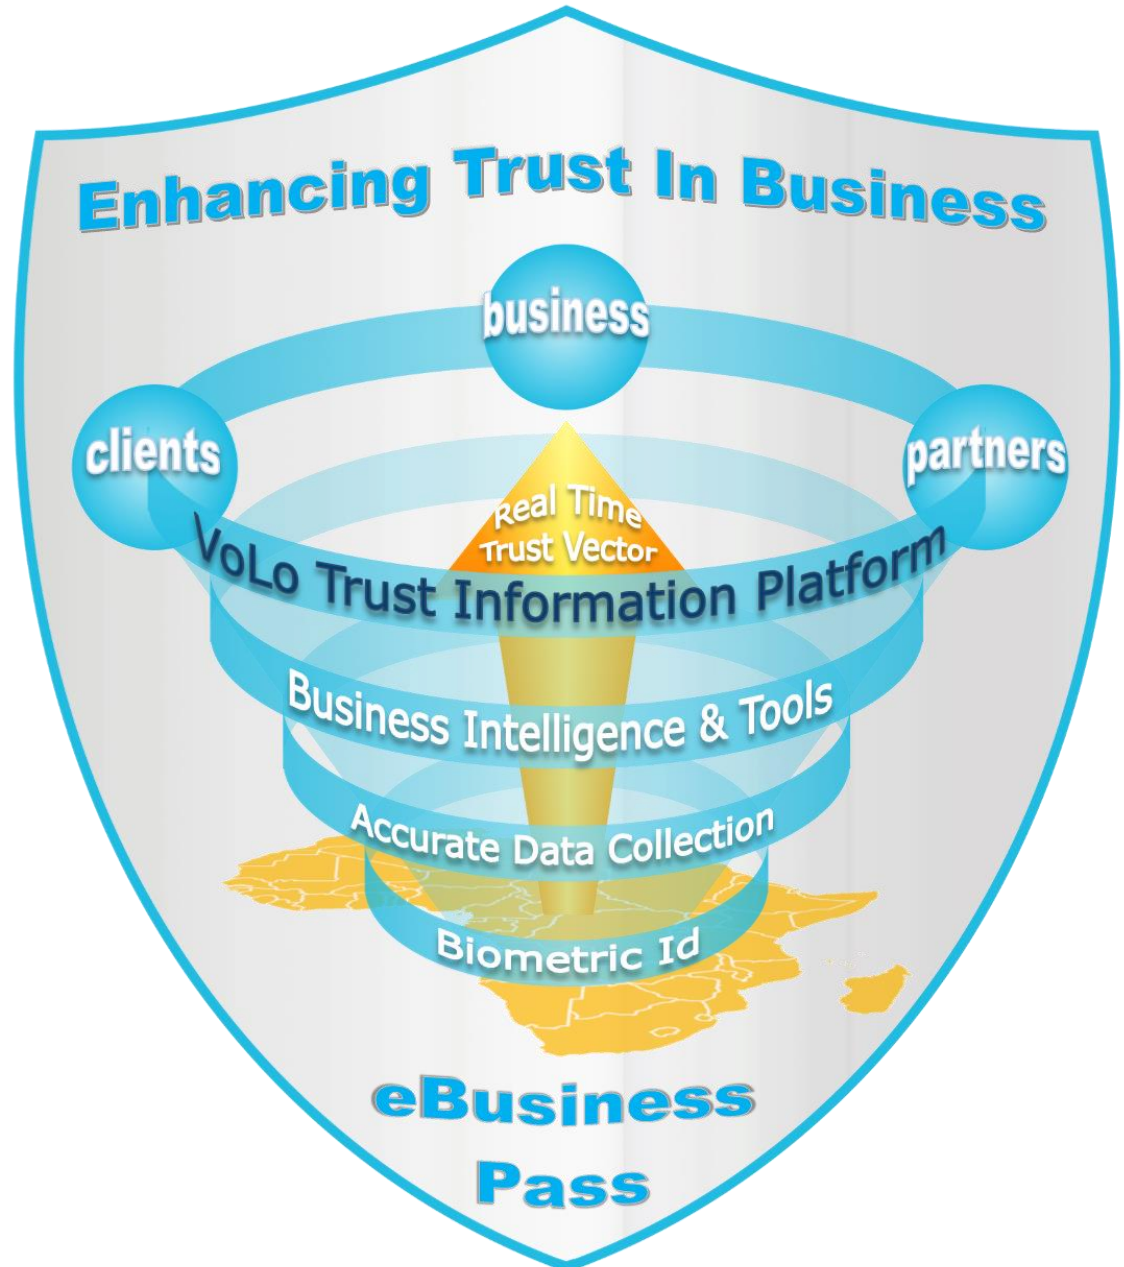 Enhancing Trust In Business
business
clients
partners
Real Time
Trust Vector
VoLo Trust Information Platform
Business Intelligence & Tools
Accurate Data Collection
Biometric Id
eBusiness
Pass